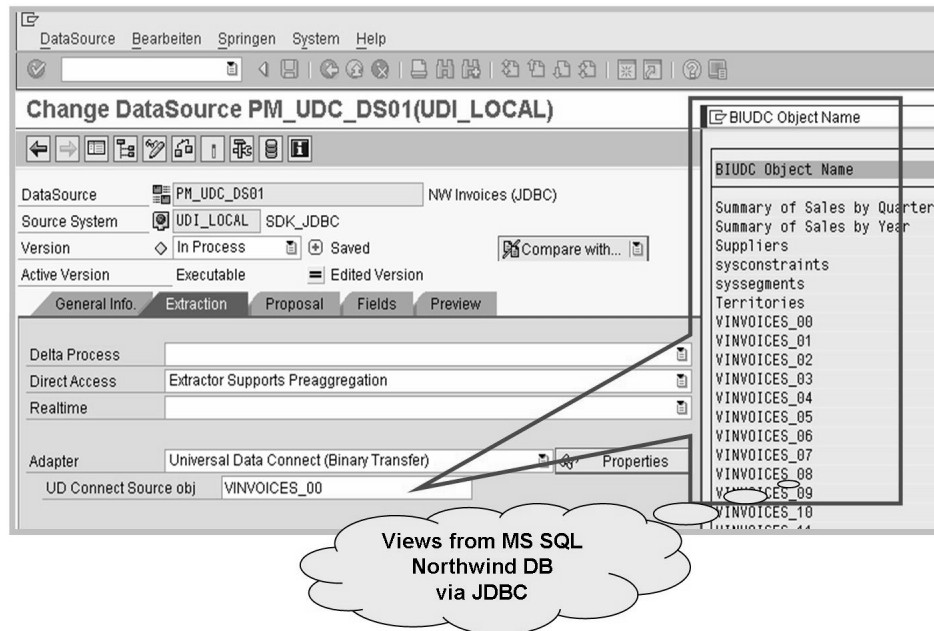 DataSource Bearbeiten Springen System Help
Change DataSource PM_UDC_DS01(UDI_LOCAL)
DataSource PM_UDC_DS01 NW Invoices (JDBC)
Source System UDI_LOCAL SDK_JDBC
Version In Process Saved Compare with...
Active Version Executable Edited Version
General Info. Extraction Proposal Fields Preview
Delta Process
Direct Access Extractor Supports Preaggregation
Realtime
Adapter Universal Data Connect (Binary Transfer) Properties
UD Connect Source obj VINVOICES_00
BIUDC Object Name
BIUDC Object Name
Summary of Sales by Quarter
Summary of Sales by Year
Suppliers
sysconstraints
syssegments
Territories
VINVOICES_00
VINVOICES_01
VINVOICES_02
VINVOICES_03
VINVOICES_04
VINVOICES_05
VINVOICES_06
VINVOICES_07
VINVOICES_08
VINVOICES_09
VINVOICES_10
Views from MS SQL
Northwind DB
via JDBC